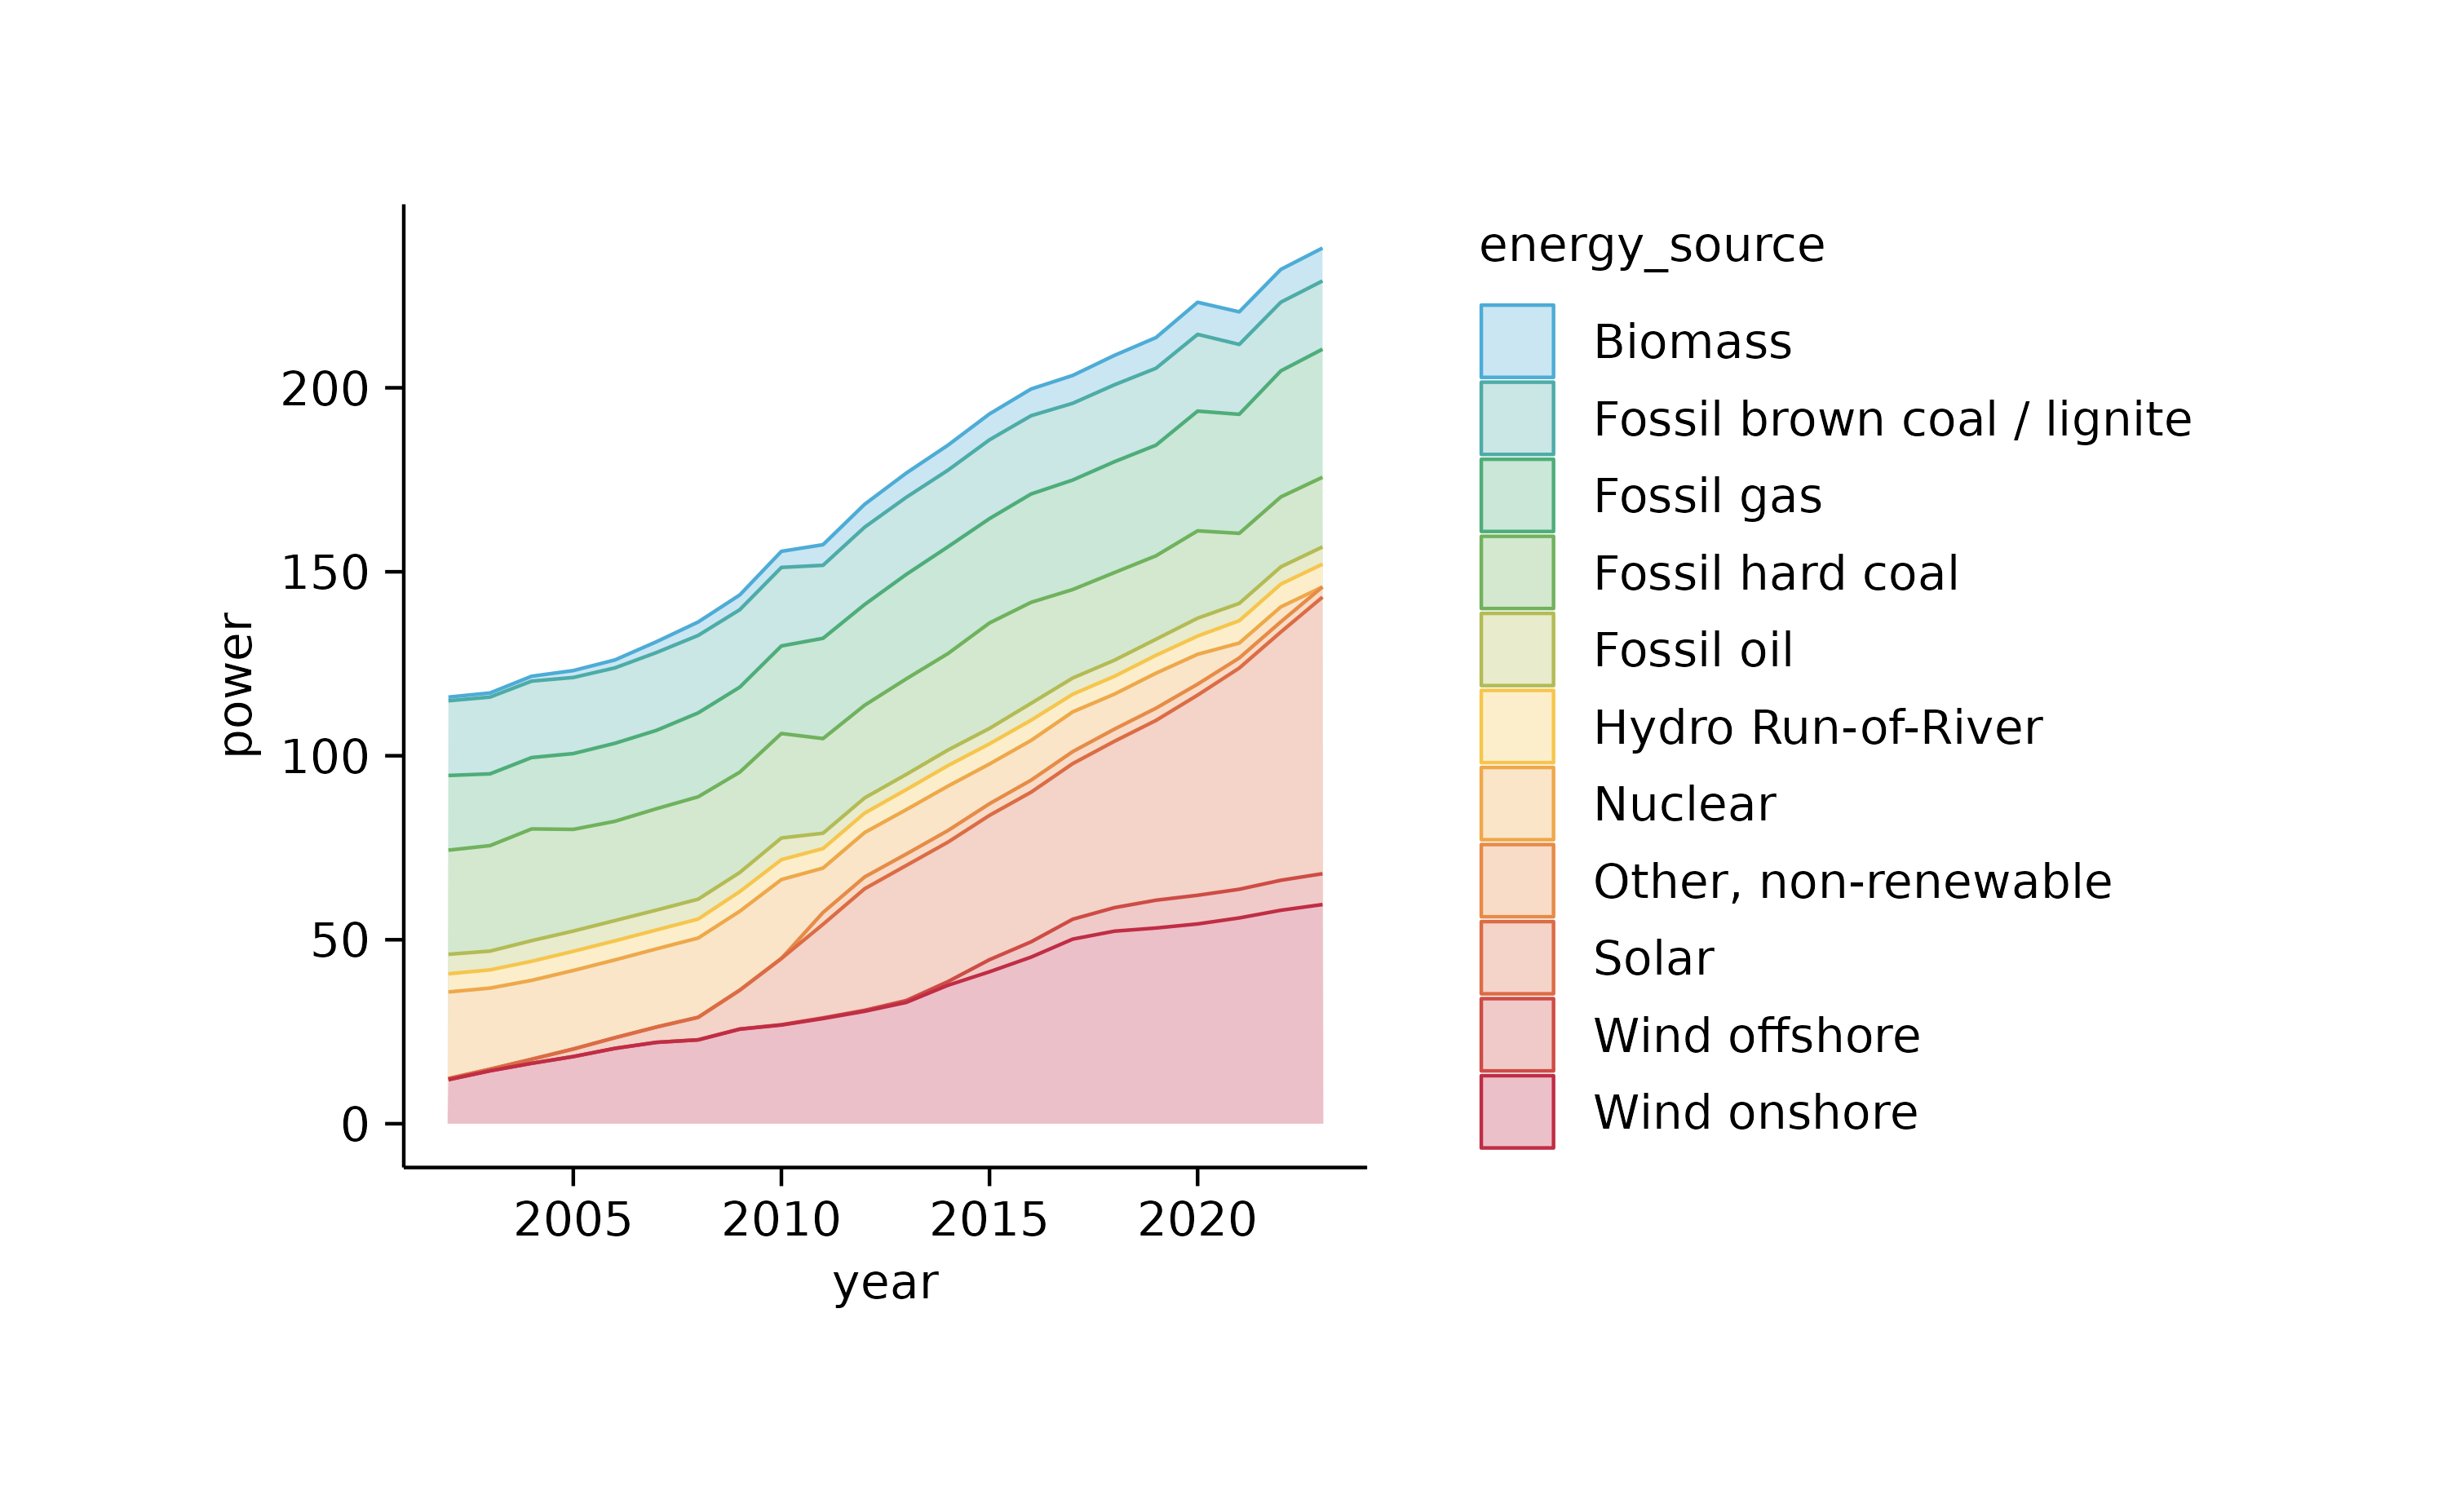 power
200
150
100
50
0
2005
2010
2015
2020
year
energy_source
Biomass
Fossil brown coal / lignite
Fossil gas
Fossil hard coal
Fossil oil
Hydro Run-of-River
Nuclear
Other, non-renewable
Solar
Wind offshore
Wind onshore